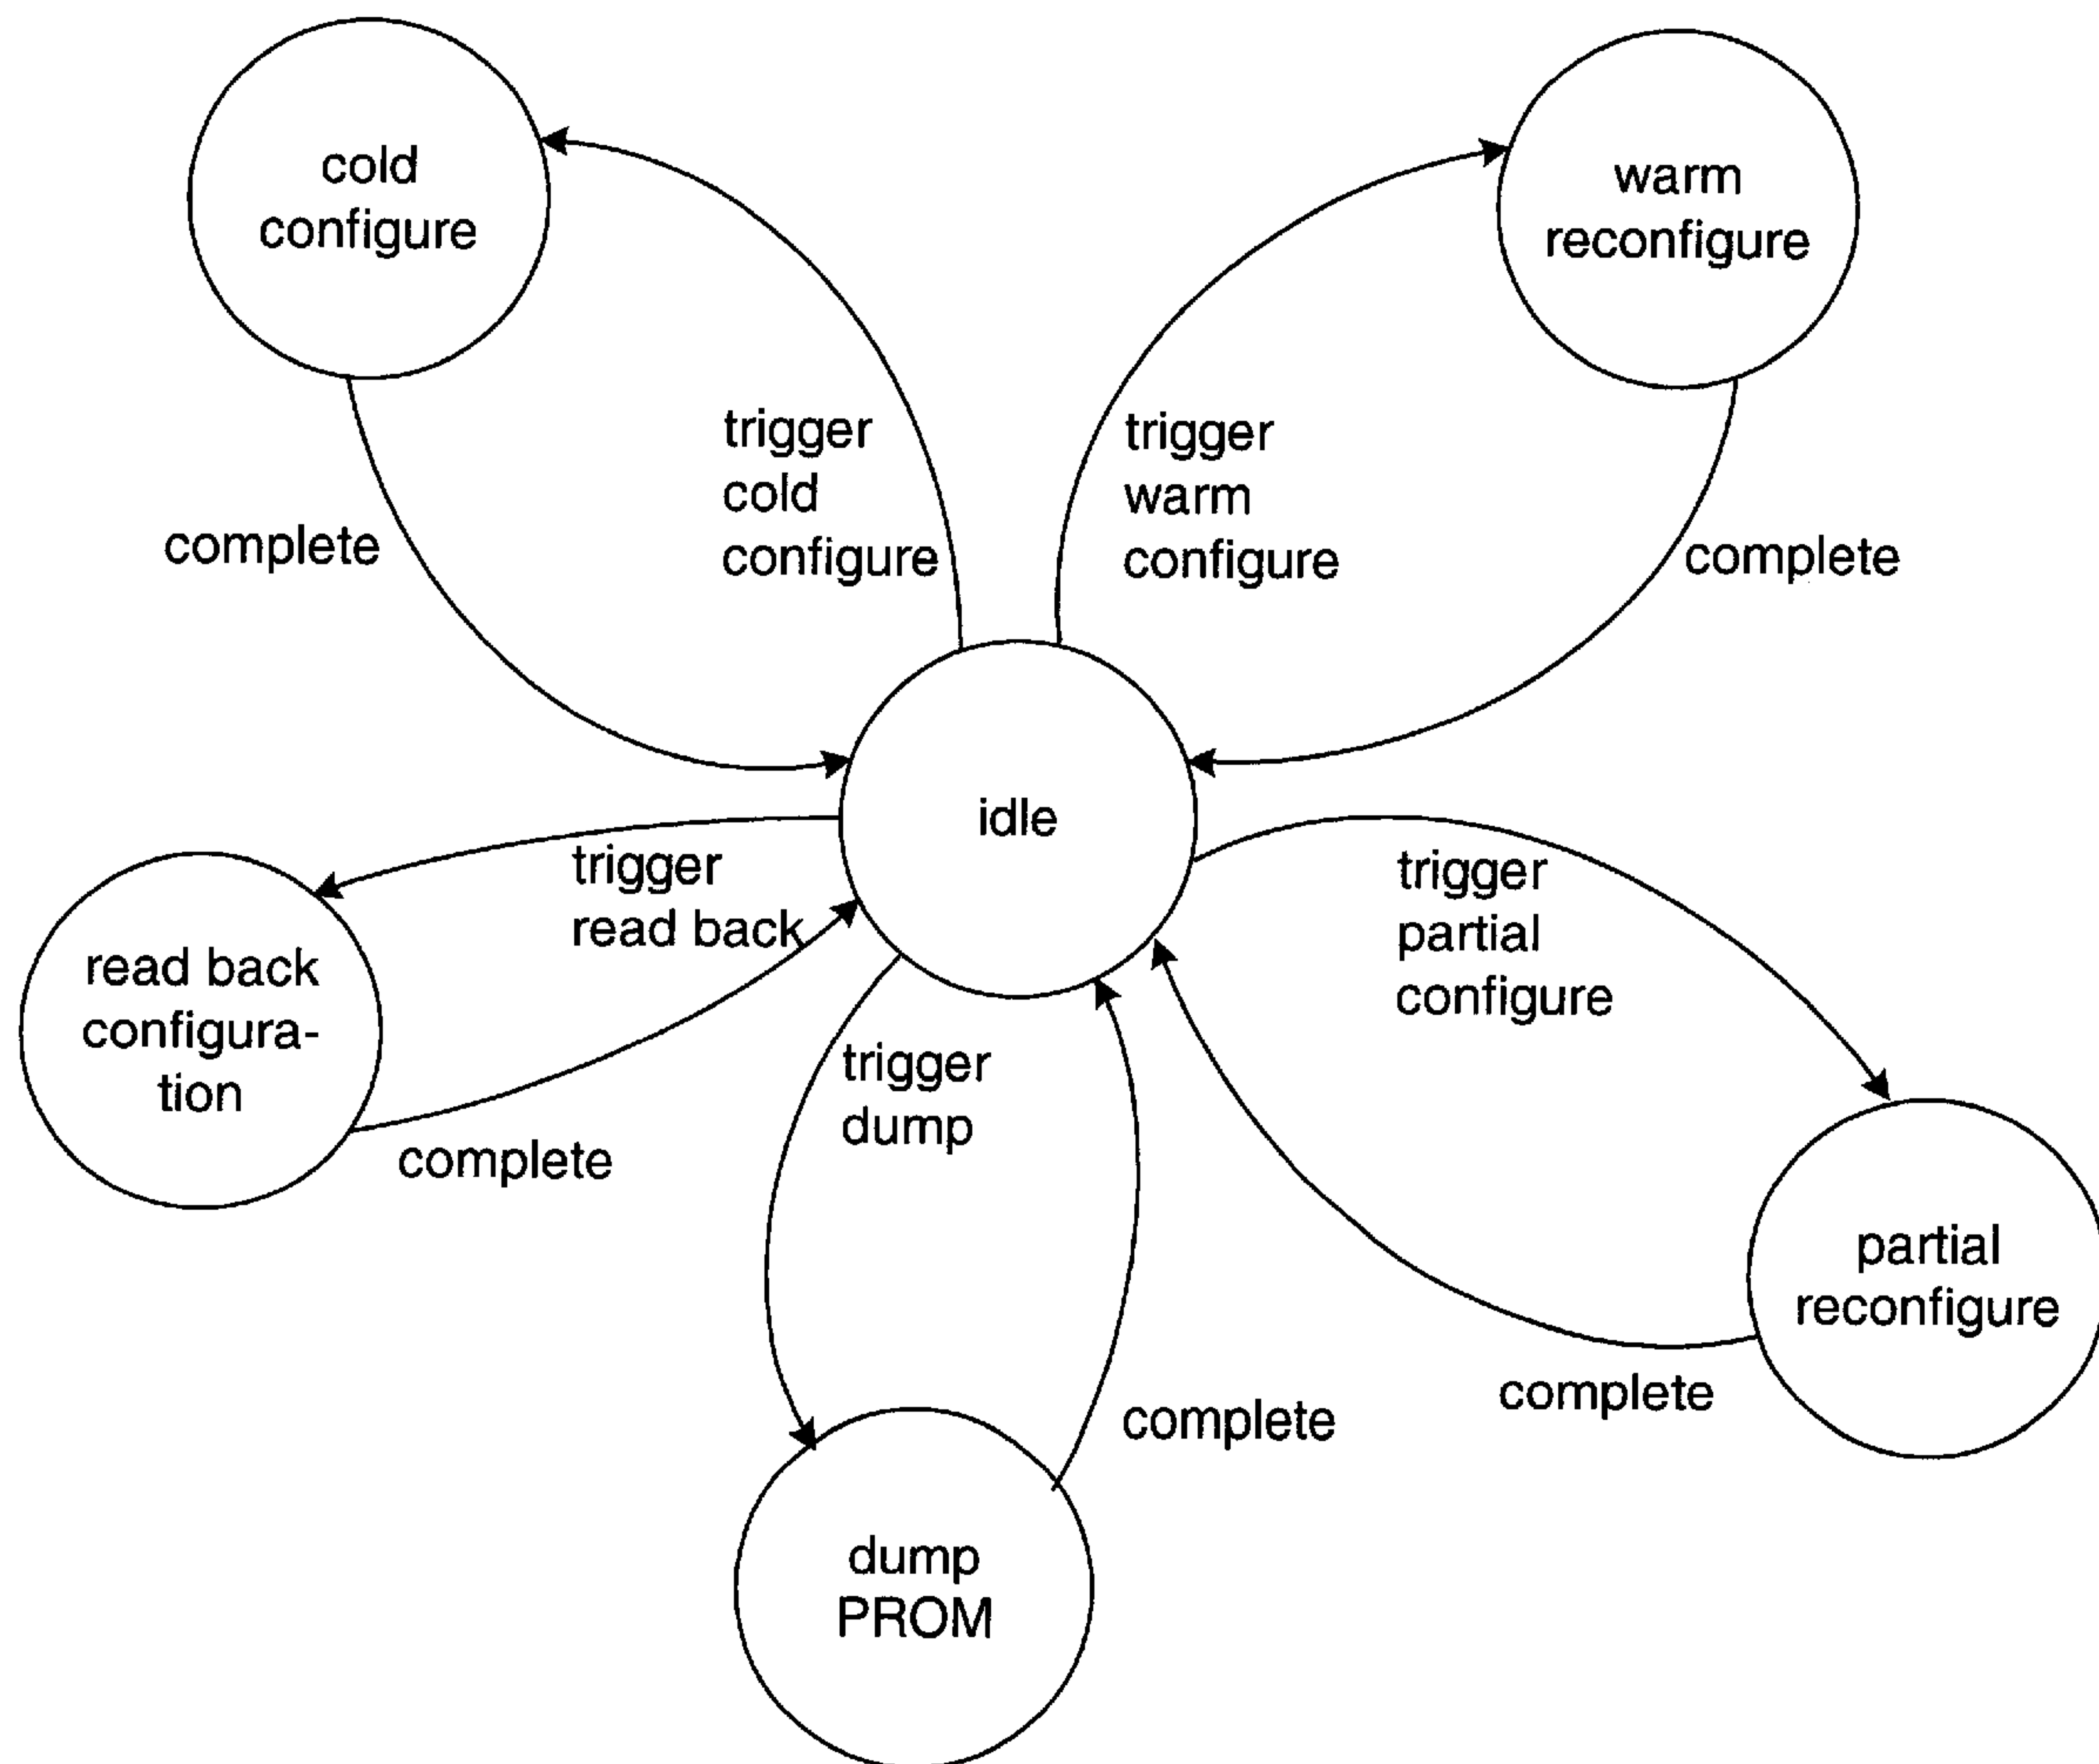 cold
configure
warm
reconfigure
trigger
cold
configure
trigger
warm
configure
complete
complete
idle
trigger
read back
trigger
partial
configure
read back
configura-
tion
trigger
dump
complete
partial
reconfigure
complete
complete
dump
PROM